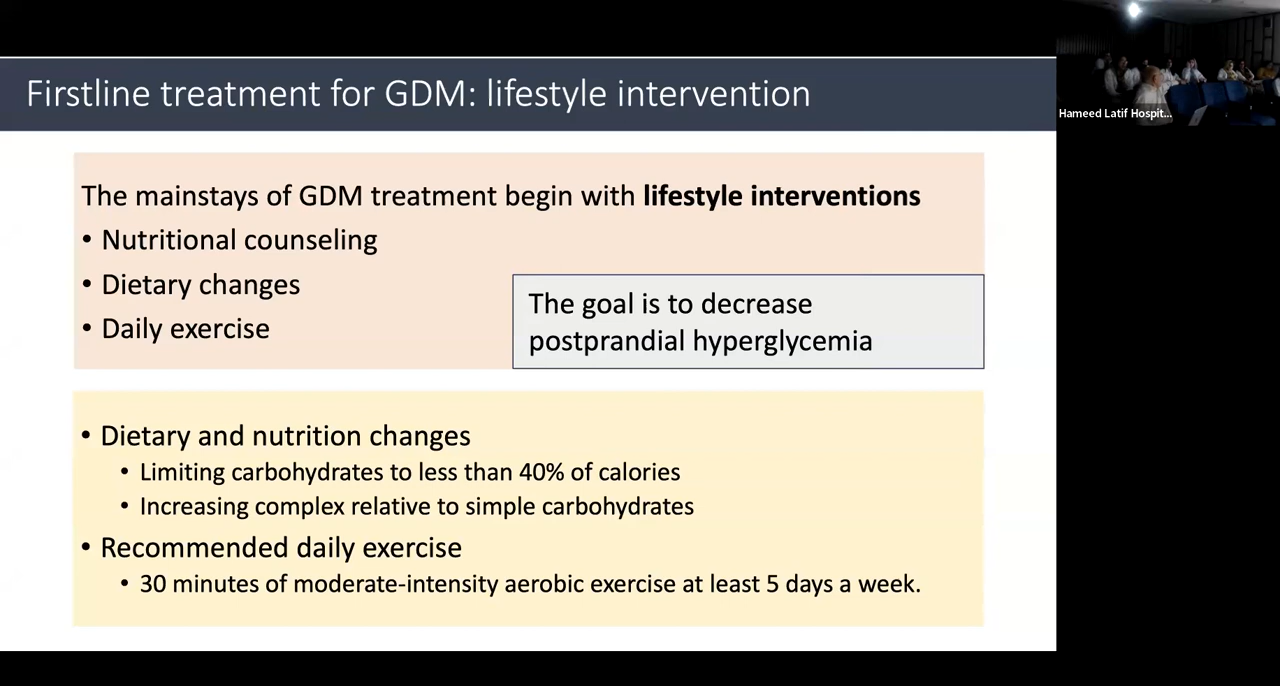 Firstline treatment for GDM: lifestyle intervention
Hameed Latif Hospit...
The mainstays of GDM treatment begin with lifestyle interventions
• Nutritional counseling
• Dietary changes
• Daily exercise
The goal is to decrease
postprandial hyperglycemia
• Dietary and nutrition changes
• Limiting carbohydrates to less than 40% of calories
• Increasing complex relative to simple carbohydrates
• Recommended daily exercise
• 30 minutes of moderate-intensity aerobic exercise at least 5 days a week.